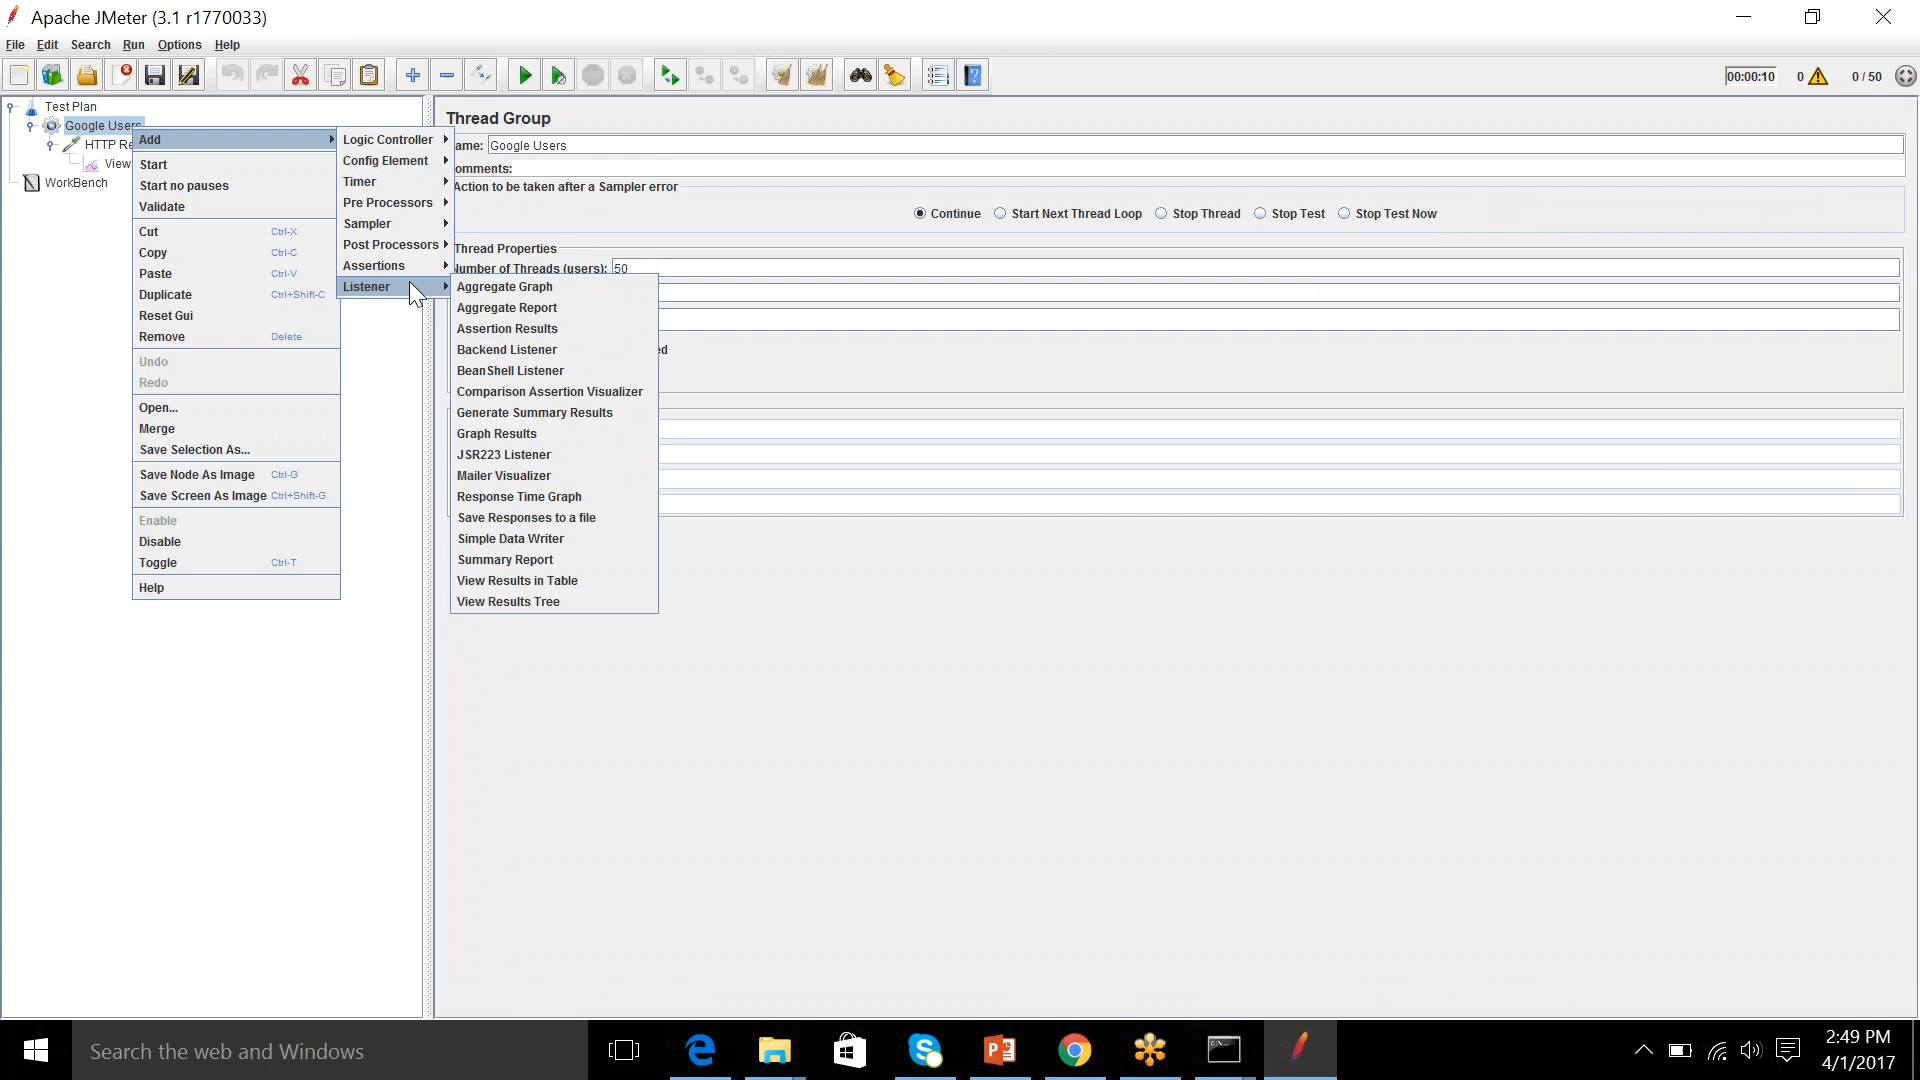 Apache JMeter (3.1 r1770033)
File Edit Search Run Options Help
00:00:10 0 0 / 50
Test Plan
Google Users
HTTP Re
View
WorkBench
Add
Start
Start no pauses
Validate
Cut Ctrl-X
Copy Ctrl-C
Paste Ctrl-V
Duplicate Ctrl+Shift-C
Reset Gui
Remove Delete
Undo
Redo
Open...
Merge
Save Selection As...
Save Node As Image Ctrl-G
Save Screen As Image Ctrl+Shift-G
Enable
Disable
Toggle Ctrl-T
Help
Logic Controller
Config Element
Timer
Pre Processors
Sampler
Post Processors
Assertions
Listener
Aggregate Graph
Aggregate Report
Assertion Results
Backend Listener
BeanShell Listener
Comparison Assertion Visualizer
Generate Summary Results
Graph Results
JSR223 Listener
Mailer Visualizer
Response Time Graph
Save Responses to a file
Simple Data Writer
Summary Report
View Results in Table
View Results Tree
Thread Group
ame: Google Users
omments:
Action to be taken after a Sampler error
Continue Start Next Thread Loop Stop Thread Stop Test Stop Test Now
Thread Properties
Number of Threads (users): 50
ed
Search the web and Windows
2:49 PM
4/1/2017